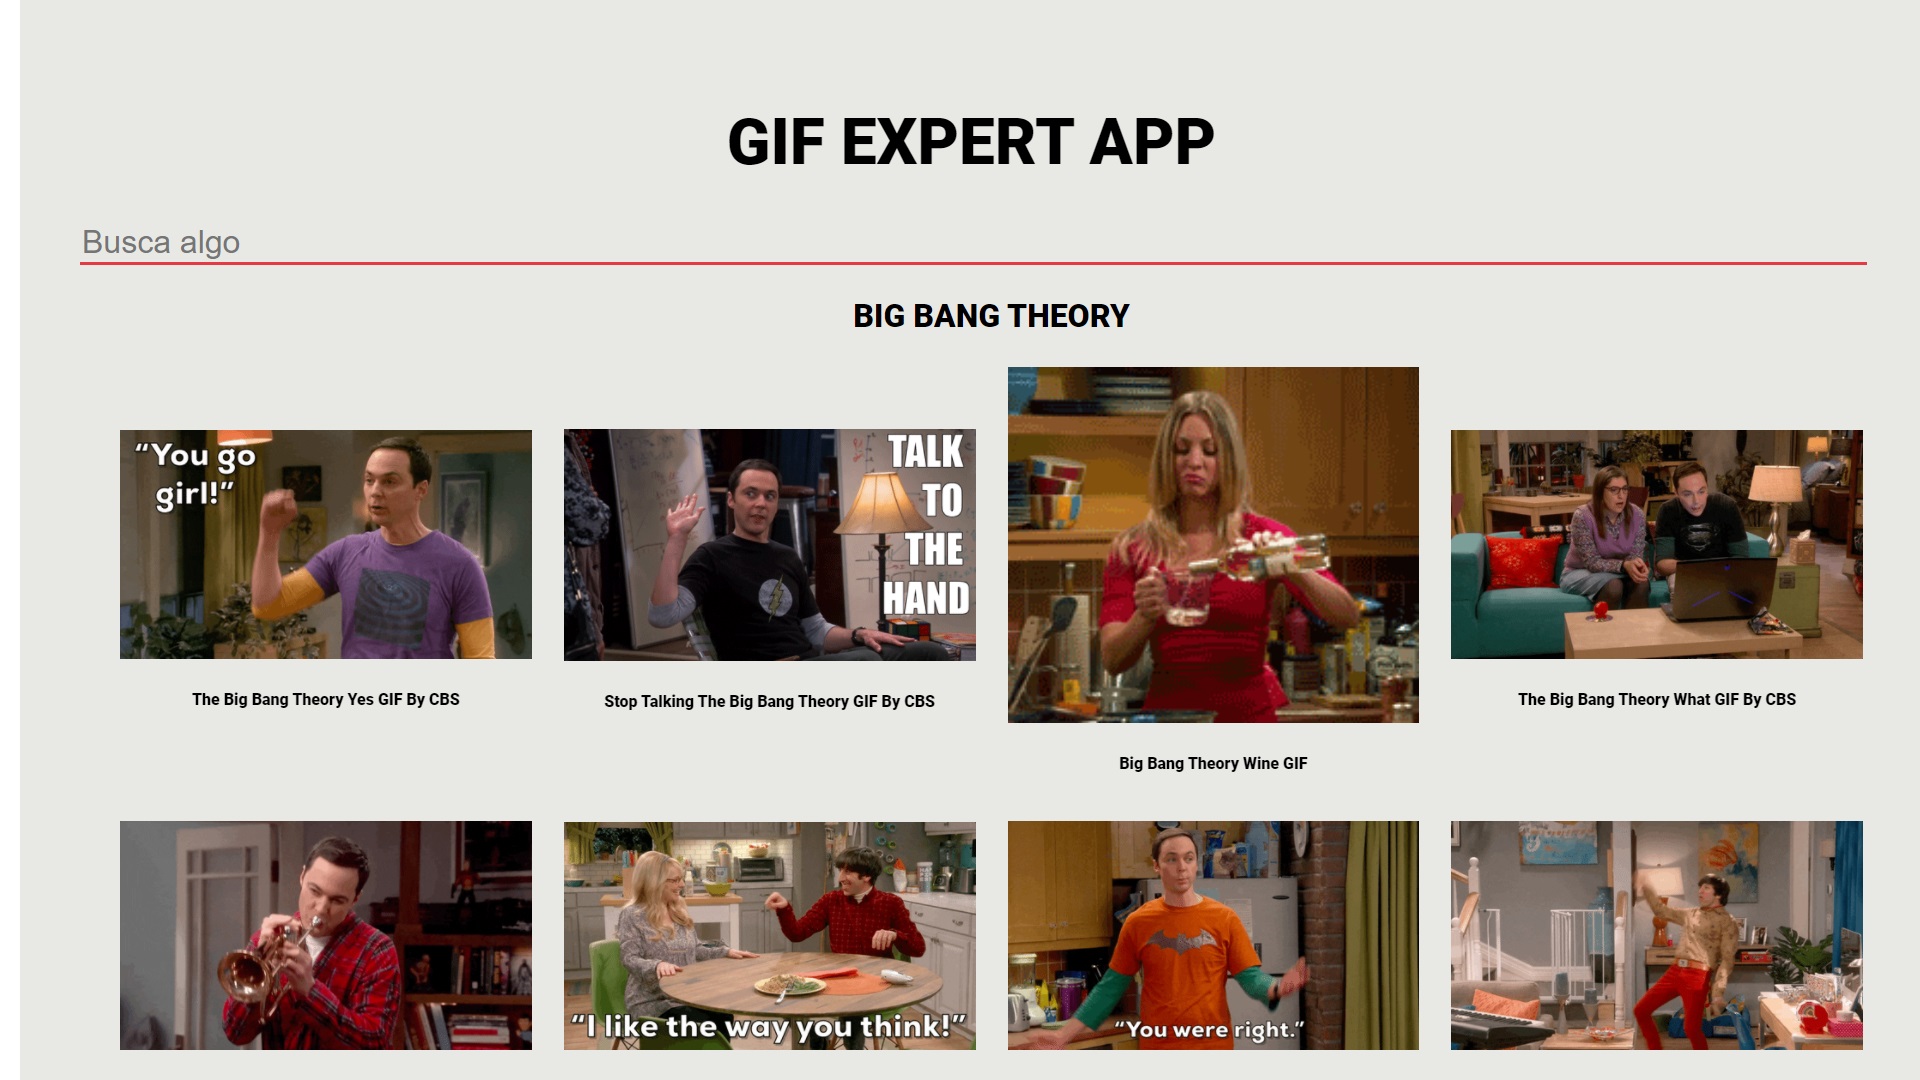 GIF EXPERT APP
Busca algo
BIG BANG THEORY
“You go
girl!”
TALK
TO
THE
HAND
The Big Bang Theory Yes GIF By CBS
Stop Talking The Big Bang Theory GIF By CBS
Big Bang Theory Wine GIF
The Big Bang Theory What GIF By CBS
“I like the way you think!”
“You were right.”